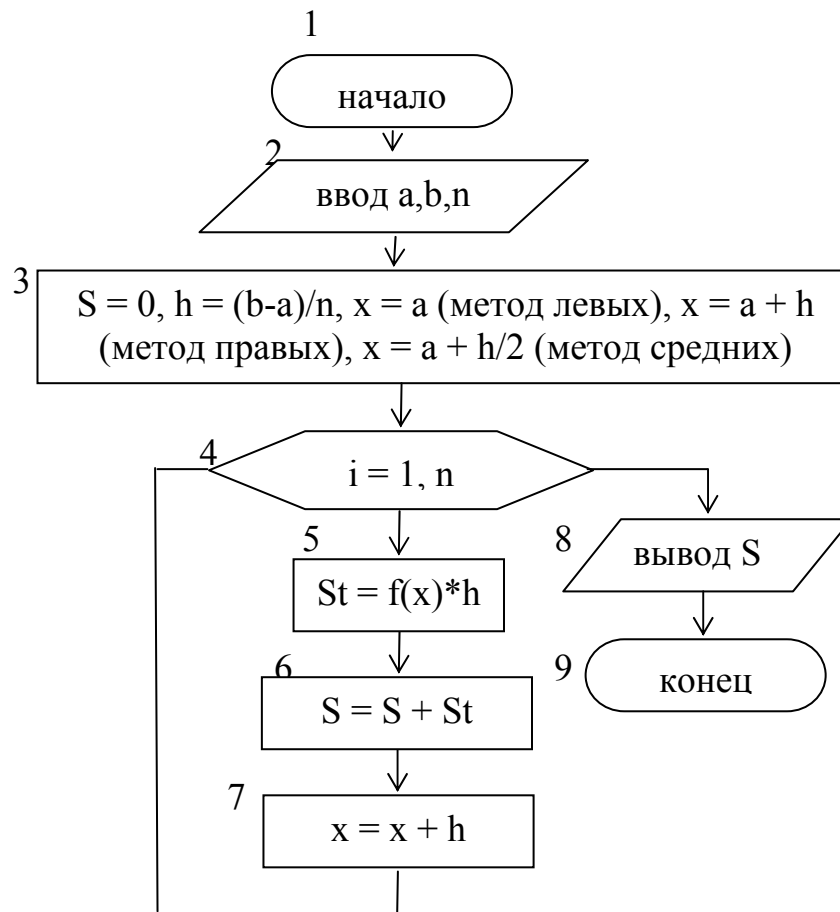 1
начало
2
ввод a,b,n
3
S = 0, h = (b-a)/n, x = a (метод левых), x = a + h
(метод правых), x = a + h/2 (метод средних)
4
i = 1, n
5
St = f(x)*h
6
S = S + St
7
x = x + h
8
вывод S
9
конец